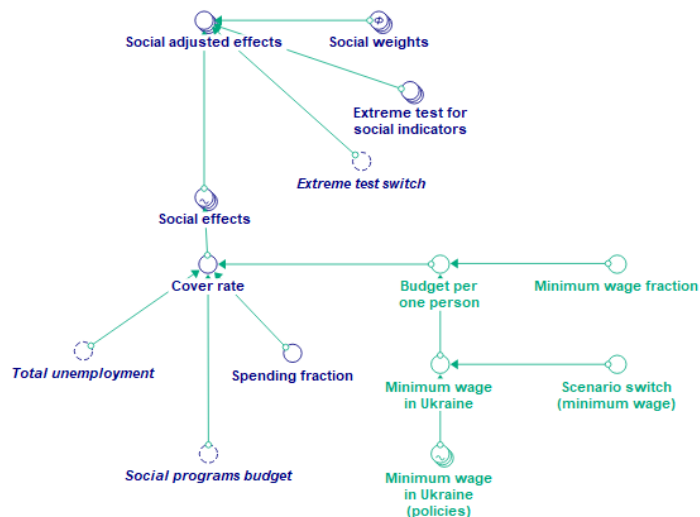 Social adjusted effects
Social weights
Extreme test for
social indicators
Extreme test switch
Social effects
Cover rate
Budget per
one person
Minimum wage fraction
Total unemployment
Spending fraction
Minimum wage
in Ukraine
Scenario switch
(minimum wage)
Social programs budget
Minimum wage
in Ukraine
(policies)